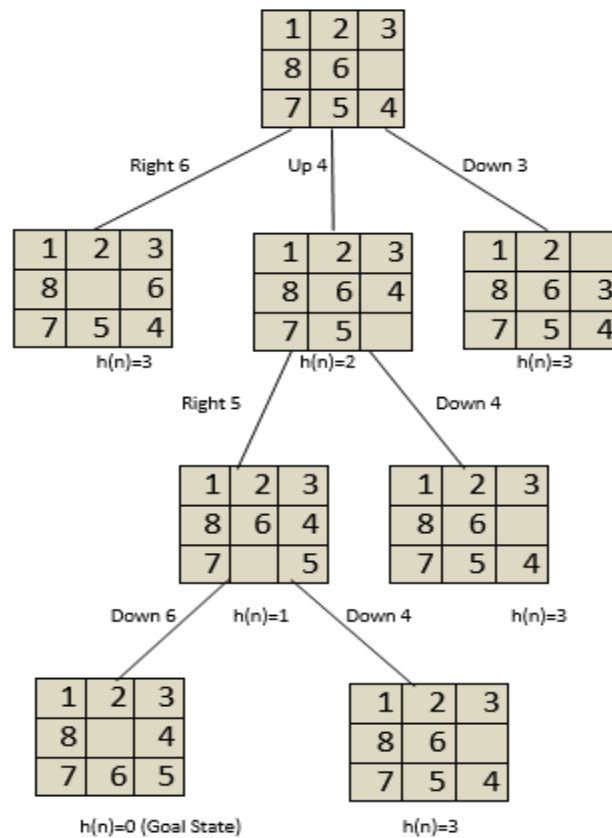 1 2 3
8 6
7 5 4
Right 6 Up 4 Down 3
1 2 3 1 2 3 1 2
8 6 8 6 4 8 6 3
7 5 4 7 5 7 5 4
h(n)=3 h(n)=2 h(n)=3
Right 5 Down 4
1 2 3 1 2 3
8 6 4 8 6
7 5 7 5 4
Down 6 h(n)=1 Down 4 h(n)=3
1 2 3 1 2 3
8 4 8 6
7 6 5 7 5 4
h(n)=0 (Goal State) h(n)=3